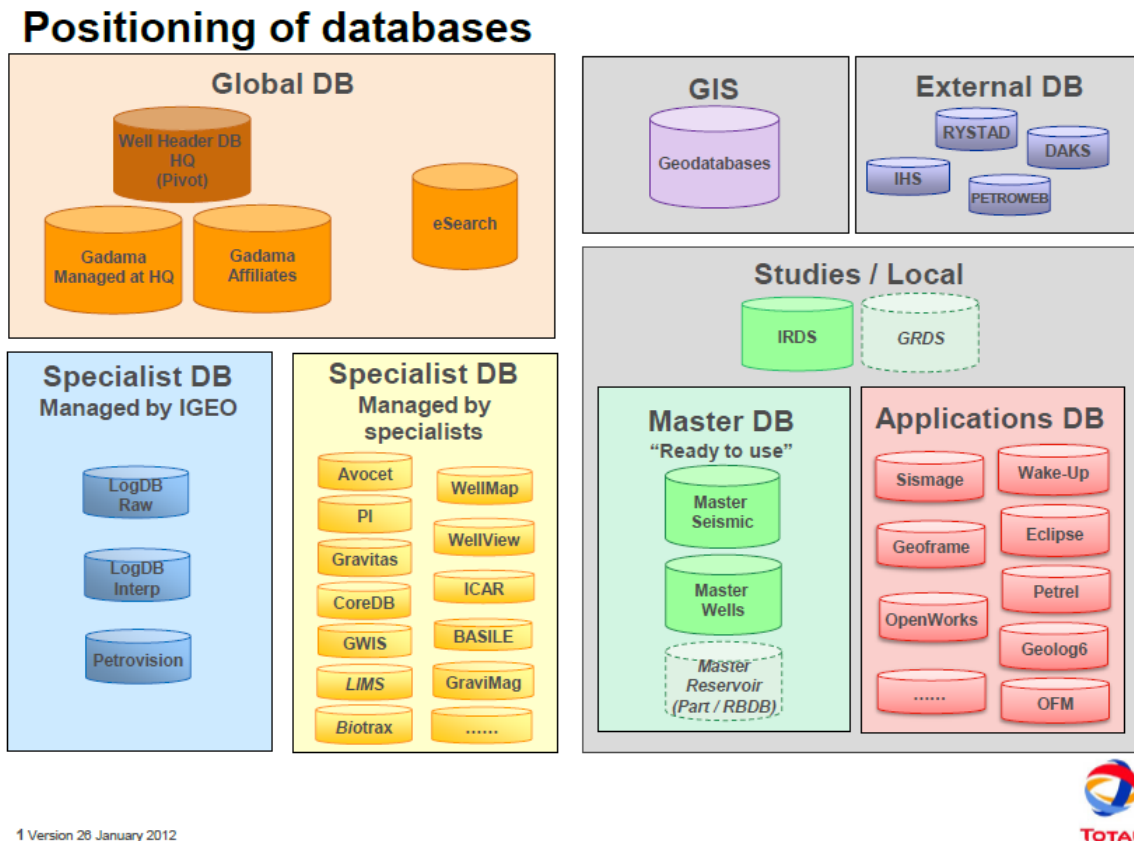 Positioning of databases
Global DB
Well Header DB
HQ
(Pivot)
Gadama
Managed at HQ
Gadama
Affiliates
eSearch
GIS
Geodatabases
External DB
RYSTAD
DAKS
IHS
PETROWEB
Studies / Local
IRDS
GRDS
Specialist DB
Managed by IGEO
LogDB
Raw
LogDB
Interp
Petrovision
Specialist DB
Managed by
specialists
Avocet
PI
Gravitas
CoreDB
GWIS
LIMS
Biotrax
WellMap
WellView
ICAR
BASILE
GraviMag
......
Master DB
“Ready to use”
Master
Seismic
Master
Wells
Master
Reservoir
(Part / RBDB)
Applications DB
Sismage
Geoframe
OpenWorks
......
Wake-Up
Eclipse
Petrel
Geolog6
OFM
1 Version 26 January 2012
TOTAL